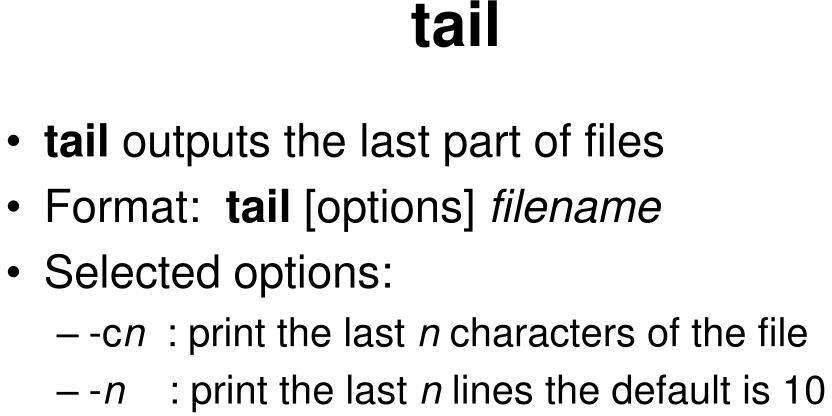 tail
• tail outputs the last part of files
• Format: tail [options] filename
• Selected options:
– -cn : print the last n characters of the file
– -n : print the last n lines the default is 10